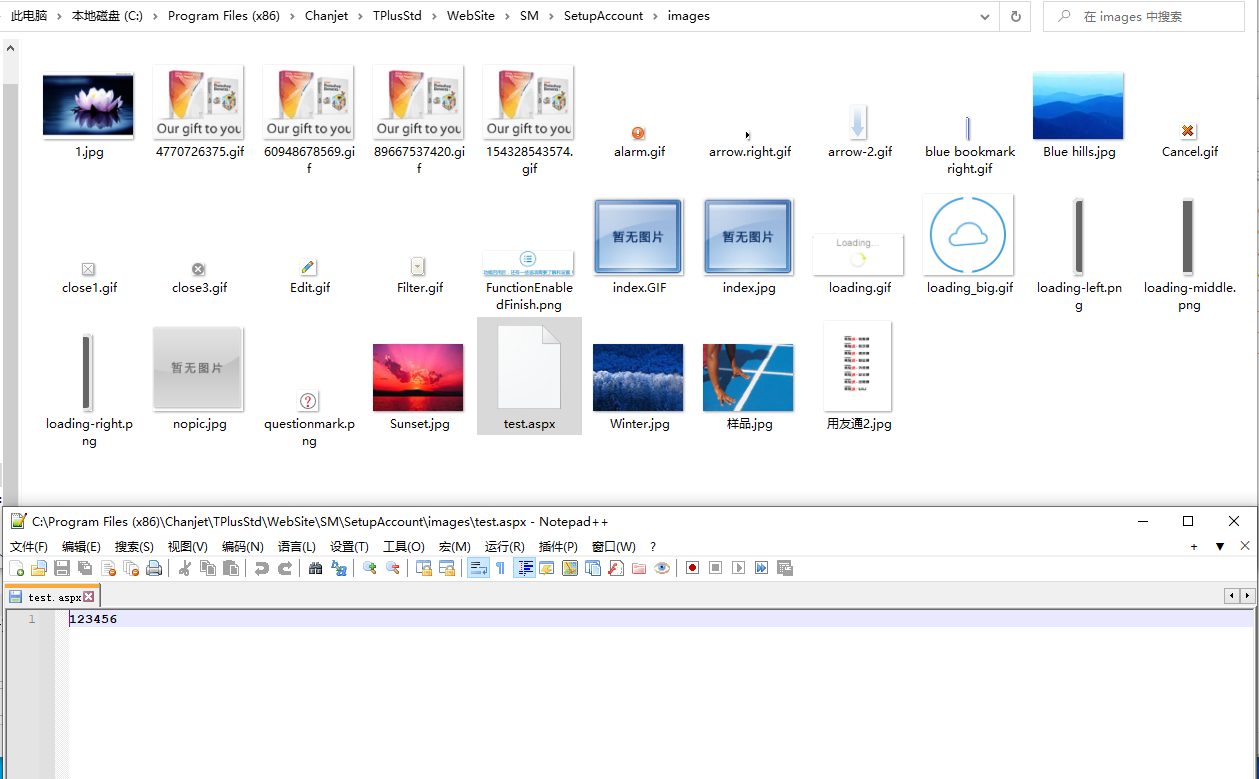 此电脑 > 本地磁盘 (C:) > Program Files (x86) > Chanjet > TPlusStd > WebSite > SM > SetupAccount > images
在 images 中搜索
Our gift to you
Our gift to you
Our gift to you
Our gift to you
1.jpg
4770726375.gif
60948678569.gi
f
89667537420.gi
f
154328543574.
gif
alarm.gif
arrow.right.gif
arrow-2.gif
blue bookmark
right.gif
Blue hills.jpg
Cancel.gif
暂无图片
暂无图片
Loading...
close1.gif
close3.gif
Edit.gif
Filter.gif
FunctionEnable
dFinish.png
index.GIF
index.jpg
loading.gif
loading_big.gif
loading-left.pn
g
loading-middle.
png
暂无图片
loading-right.p
ng
nopic.jpg
questionmark.p
ng
Sunset.jpg
test.aspx
Winter.jpg
样品.jpg
用友通2.jpg
C:\Program Files (x86)\Chanjet\TPlusStd\WebSite\SM\SetupAccount\images\test.aspx - Notepad++
文件(F) 编辑(E) 搜索(S) 视图(V) 编码(N) 语言(L) 设置(T) 工具(O) 宏(M) 运行(R) 插件(P) 窗口(W) ?
test.aspx
1 123456